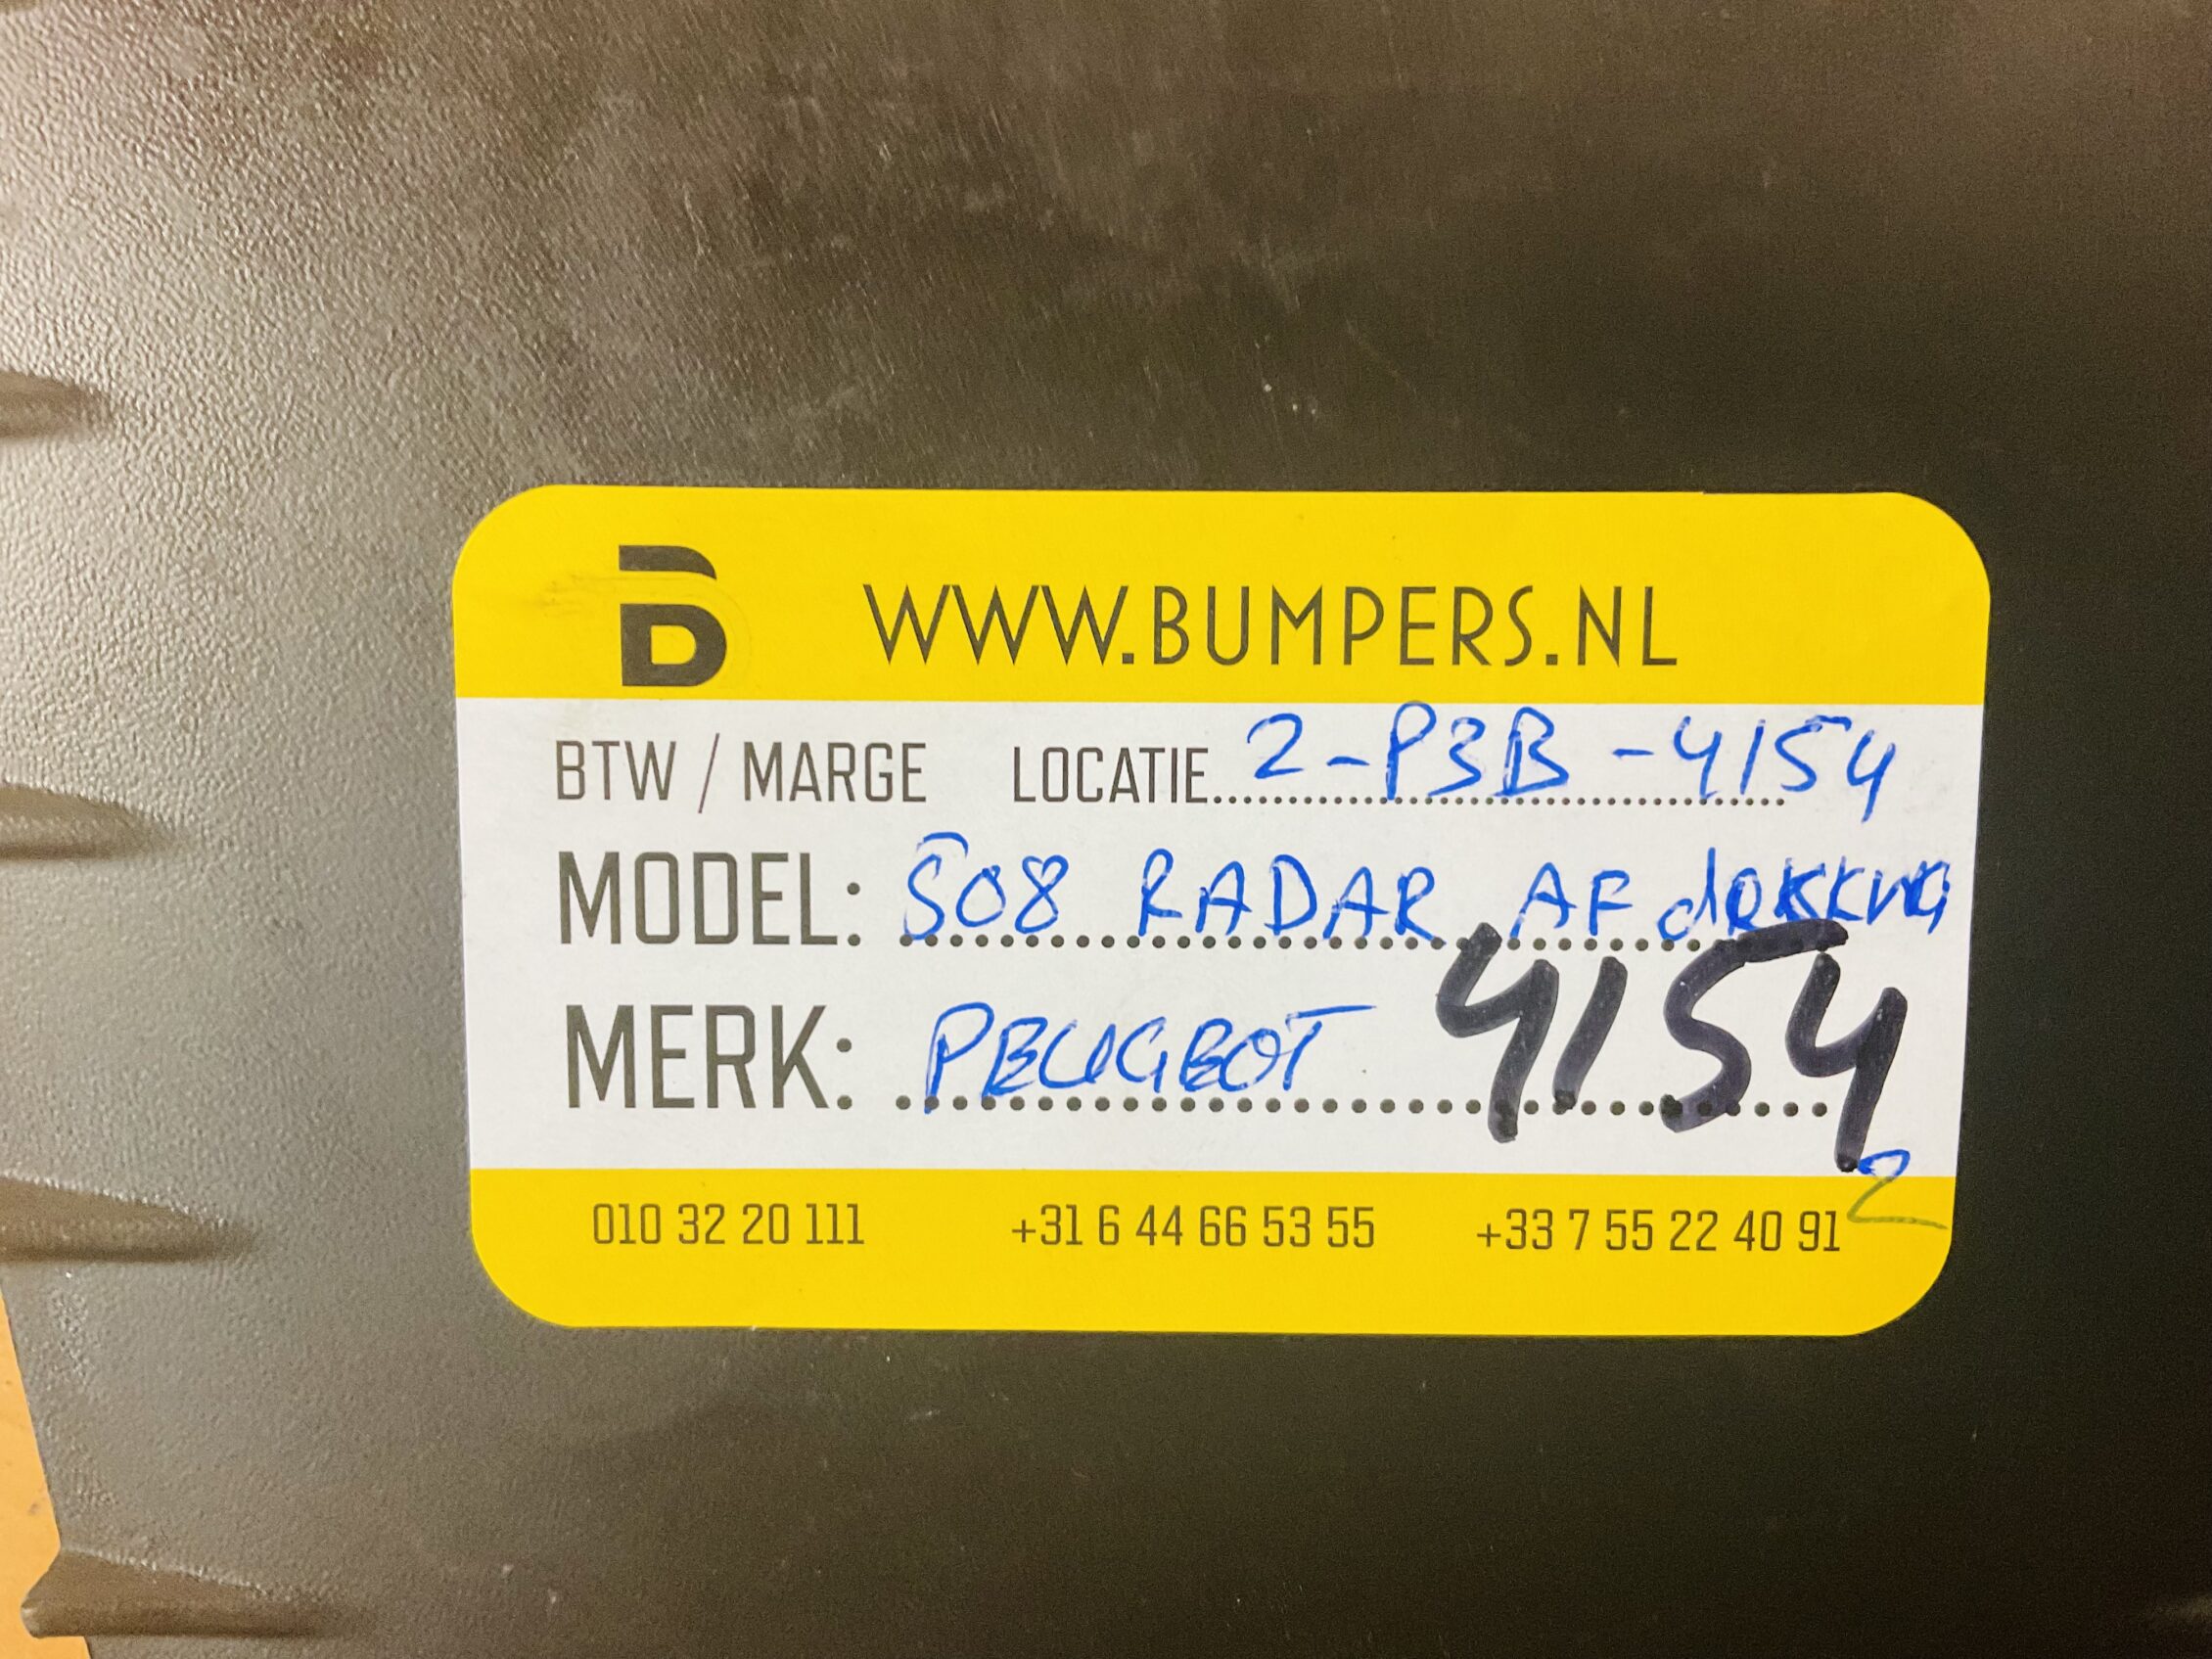 B WWW.BUMPERS.NL
BTW / MARGE LOCATIE 2-P3B-4154
MODEL: 508 RADAR AFdekking
MERK: PEUGEOT 4154
2
010 32 20 111 +31 6 44 66 53 55 +33 7 55 22 40 91